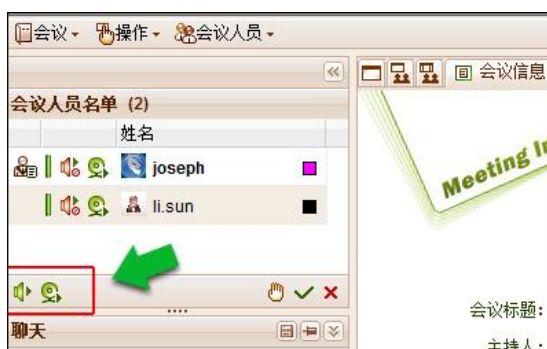 会议 操作 会议人员
会议信息
会议人员名单 (2)
姓名
joseph
li.sun
Meeting In
聊天
会议标题:
主持人: